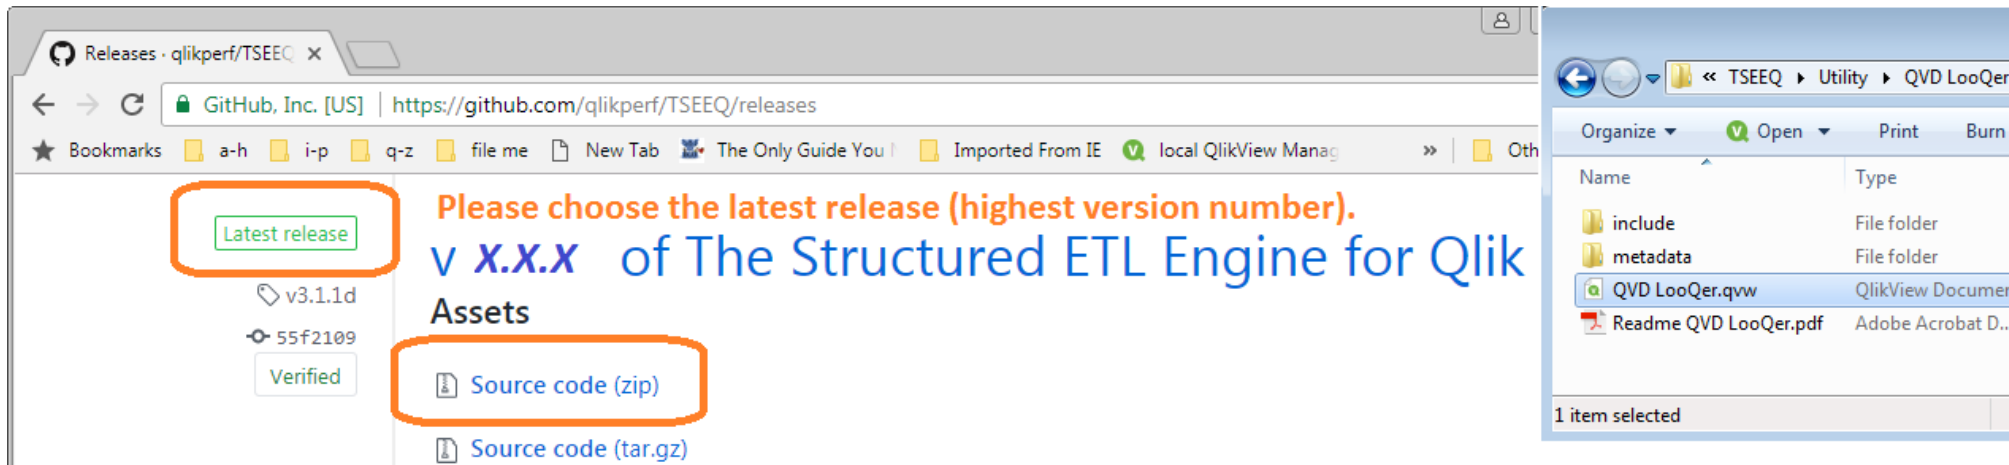 Releases · qlikperf/TSEEQ
GitHub, Inc. [US] | https://github.com/qlikperf/TSEEQ/releases
Bookmarks a-h i-p q-z file me New Tab The Only Guide You Imported From IE local QlikView Manag » Oth
Latest release
v3.1.1d
55f2109
Verified
Please choose the latest release (highest version number).
v X.X.X of The Structured ETL Engine for Qlik
Assets
Source code (zip)
Source code (tar.gz)
« TSEEQ Utility QVD LooQer
Organize Open Print Burn
Name Type
include File folder
metadata File folder
QVD LooQer.qvw QlikView Documen
Readme QVD LooQer.pdf Adobe Acrobat D...
1 item selected